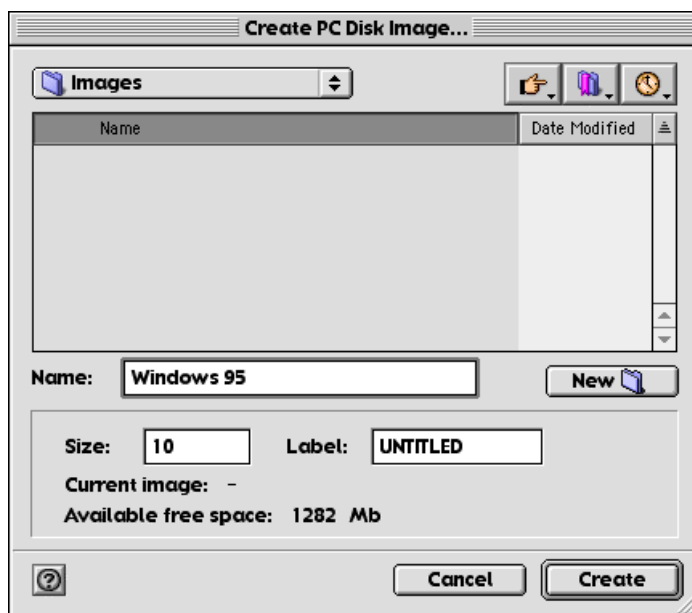 Create PC Disk Image...
Images
Name Date Modified
Name: Windows 95 New
Size: 10 Label: UNTITLED
Current image: -
Available free space: 1282 Mb
? Cancel Create